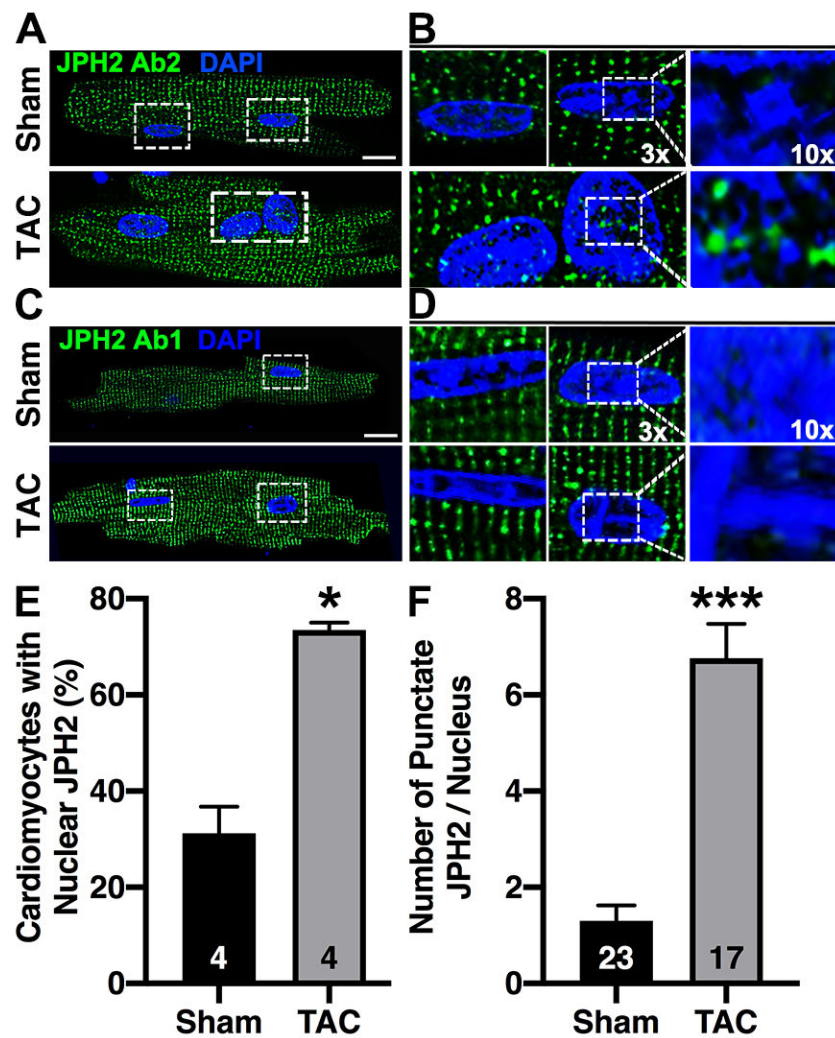 A
B
JPH2 Ab2 DAPI
Sham
3x
10x
TAC
C
D
JPH2 Ab1 DAPI
Sham
3x
10x
TAC
E
Cardiomyocytes with
Nuclear JPH2 (%)
80
60
40
20
0
*
4
4
Sham
TAC
F
Number of Punctate
JPH2 / Nucleus
8
6
4
2
0
***
23
17
Sham
TAC